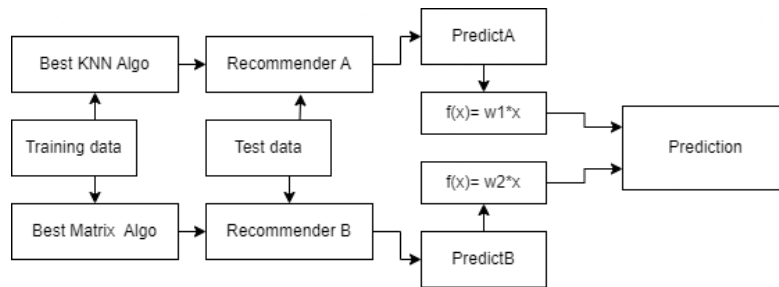 PredictA
Best KNN Algo
Recommender A
f(x)= w1*x
Training data
Test data
Prediction
f(x)= w2*x
Best Matrix Algo
Recommender B
PredictB